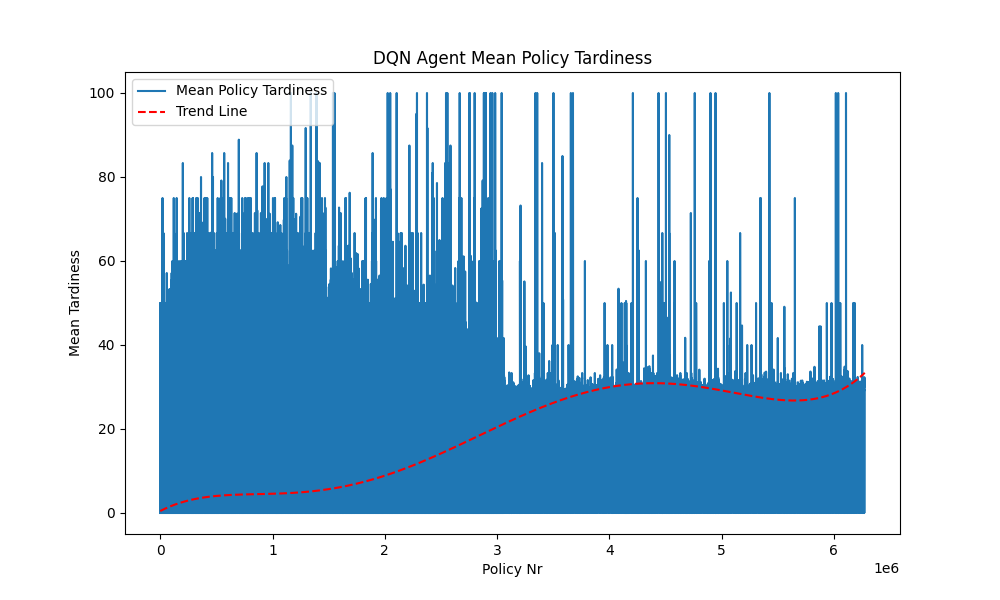 DQN Agent Mean Policy Tardiness
Mean Policy Tardiness
Trend Line
100
80
60
40
20
0
Mean Tardiness
0 1 2 3 4 5 6
1e6
Policy Nr